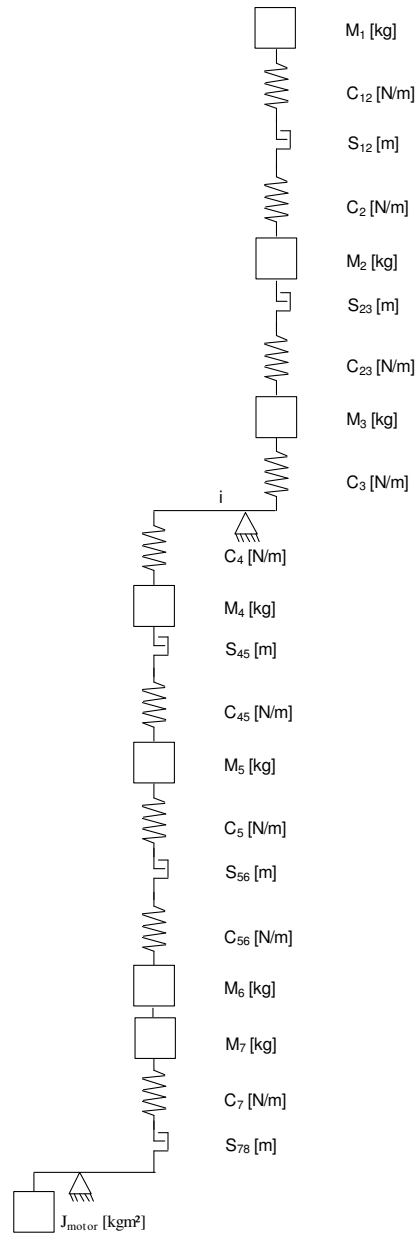 M₁ [kg]
C₁₂ [N/m]
S₁₂ [m]
C₂ [N/m]
M₂ [kg]
S₂₃ [m]
C₂₃ [N/m]
M₃ [kg]
C₃ [N/m]
i
C₄ [N/m]
M₄ [kg]
S₄₅ [m]
C₄₅ [N/m]
M₅ [kg]
C₅ [N/m]
S₅₆ [m]
C₅₆ [N/m]
M₆ [kg]
M₇ [kg]
C₇ [N/m]
S₇₈ [m]
Jmotor [kgm²]